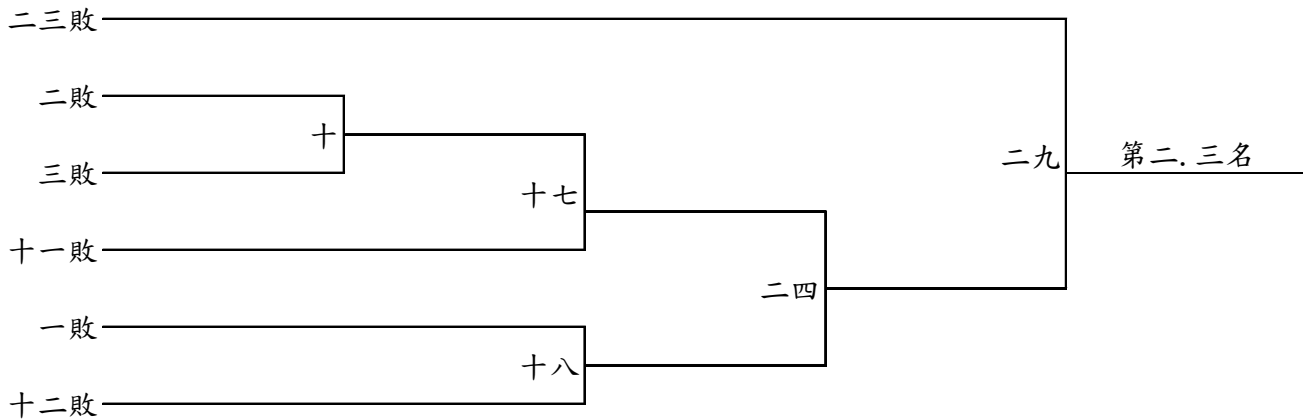 二三敗
二敗
十
三敗
十七
十一敗
二四
一敗
十八
十二敗
二九
第二.三名